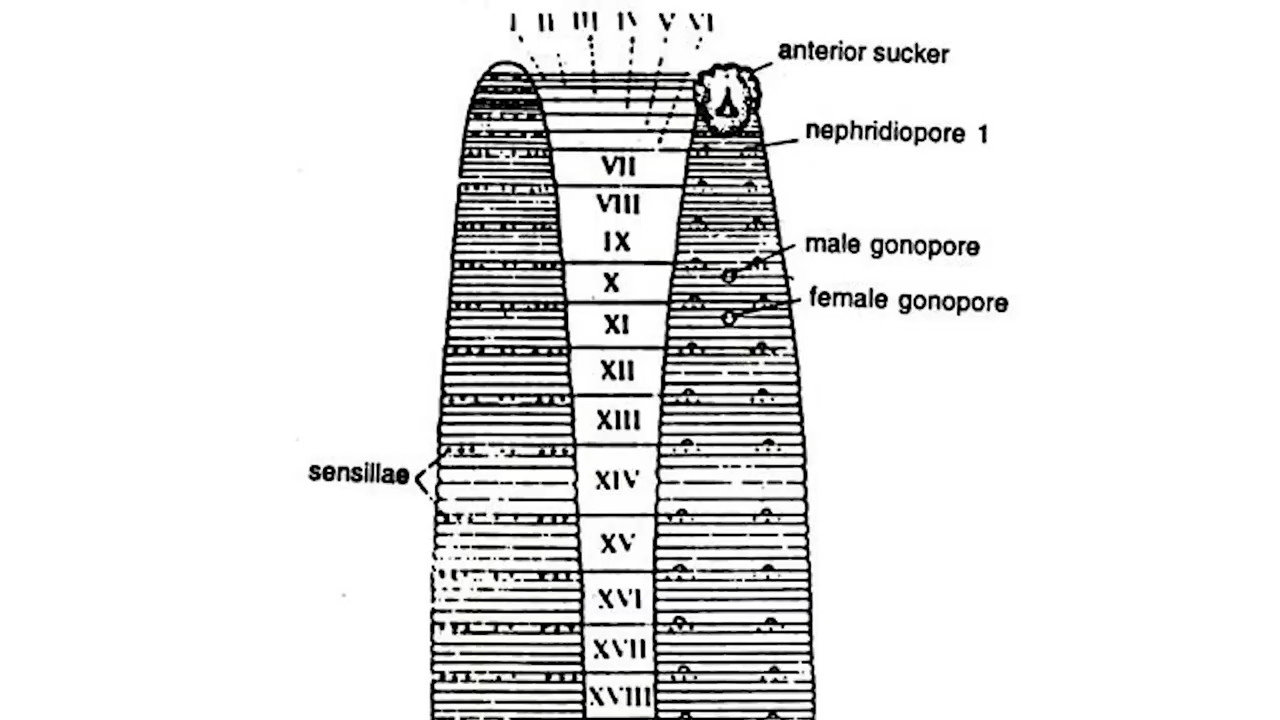 I II III IV V VI
anterior sucker
nephridiopore 1
VII
VIII
IX
male gonopore
X
female gonopore
XI
XII
XIII
sensillae
XIV
XV
XVI
XVII
XVIII